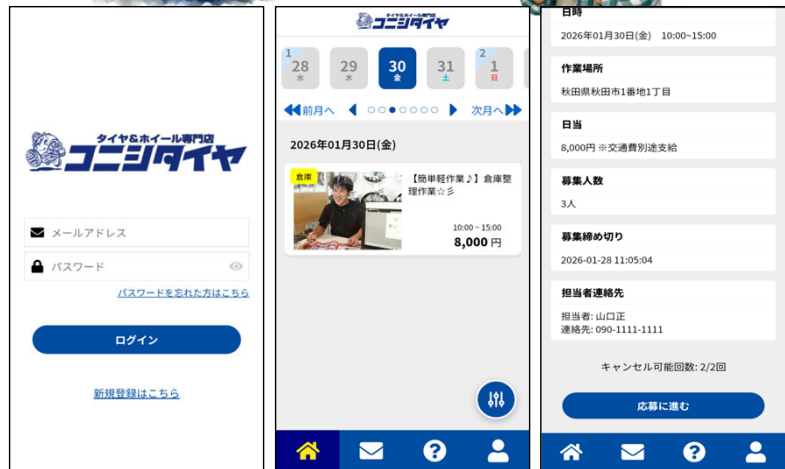 タイヤ&ホイール専門店
コニシタイヤ
メールアドレス
パスワード
パスワードを忘れた方はこちら
ログイン
新規登録はこちら
タイヤ&ホイール専門店
コニシタイヤ
1
28
水
29
木
30
金
31
土
2
1
日
前月へ
次月へ
2026年01月30日(金)
倉庫
【簡単軽作業♪】倉庫整
理作業☆彡
10:00 ~ 15:00
8,000 円
日時
2026年01月30日(金) 10:00~15:00
作業場所
秋田県秋田市1番地1丁目
日当
8,000円 ※交通費別途支給
募集人数
3人
募集締め切り
2026-01-28 11:05:04
担当者連絡先
担当者: 山口正
連絡先: 090-1111-1111
キャンセル可能回数: 2/2回
応募に進む